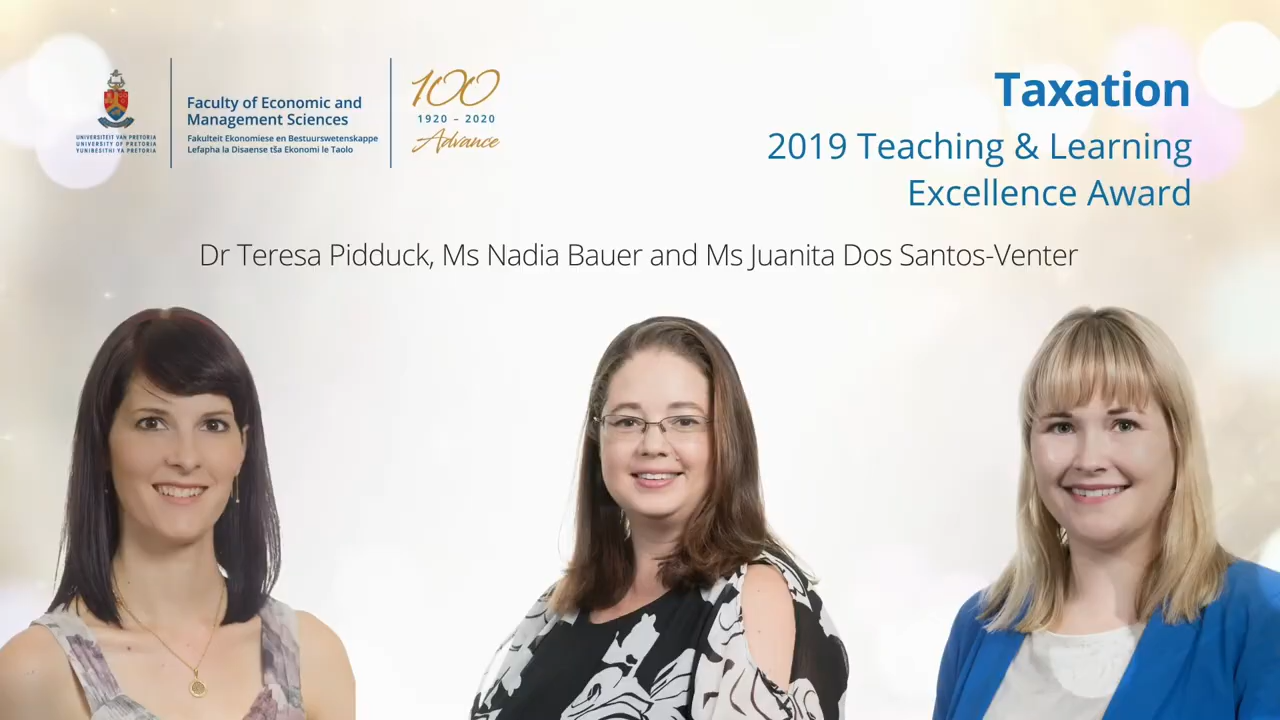 UNIVERSITEIT VAN PRETORIA
UNIVERSITY OF PRETORIA
YUNIBESITHI YA PRETORIA
Faculty of Economic and
Management Sciences
Fakulteit Ekonomiese en Bestuurswetenskappe
Lefapha la Disaense tša Ekonomi le Taolo
100
1920 – 2020
Advance
Taxation
2019 Teaching & Learning
Excellence Award
Dr Teresa Pidduck, Ms Nadia Bauer and Ms Juanita Dos Santos-Venter